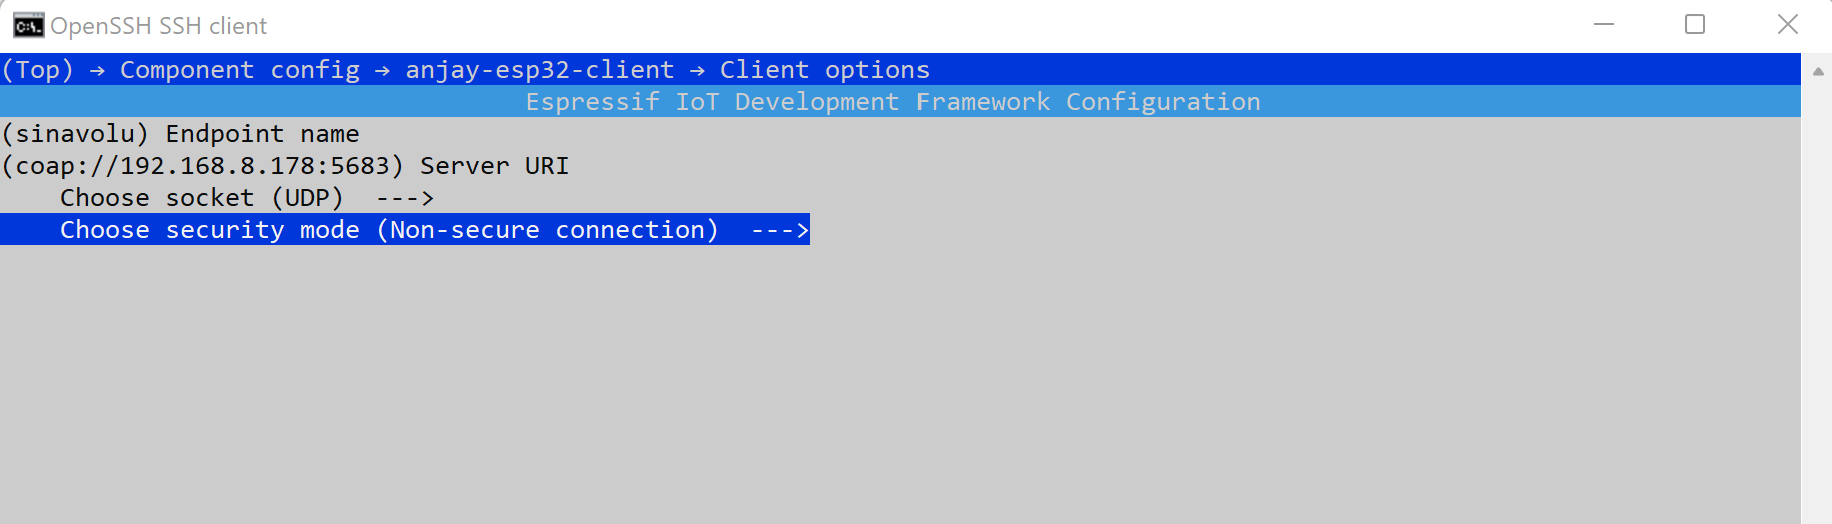 OpenSSH SSH client
(Top) → Component config → anjay-esp32-client → Client options
Espressif IoT Development Framework Configuration
(sinavolu) Endpoint name
(coap://192.168.8.178:5683) Server URI
Choose socket (UDP)  --->
Choose security mode (Non-secure connection)  --->